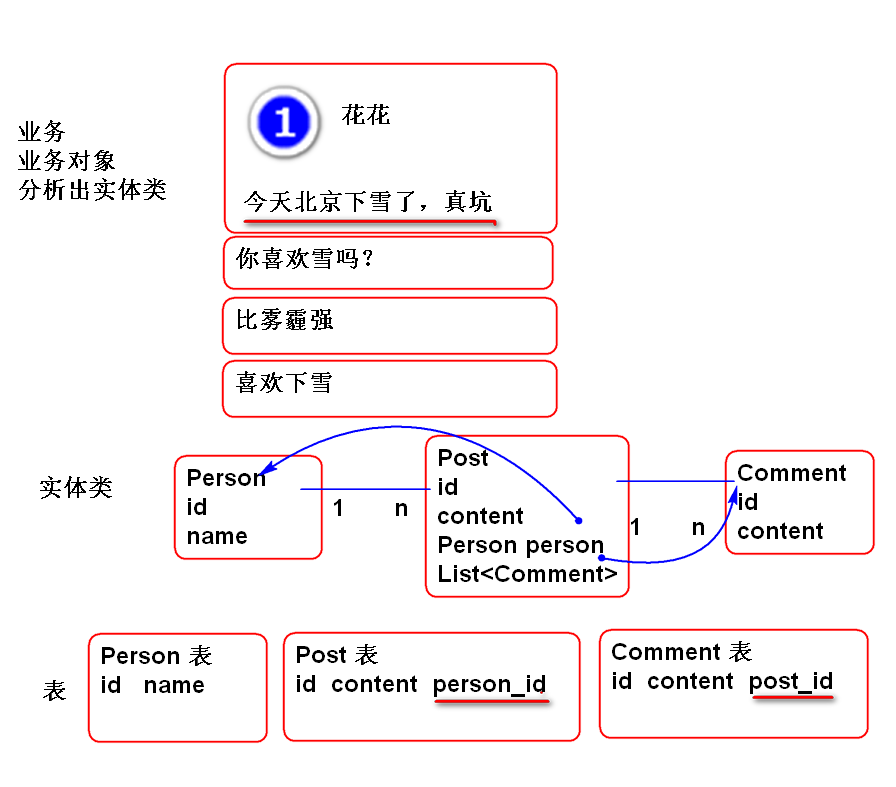 业务
业务对象
分析出实体类
1
花花
今天北京下雪了，真坑
你喜欢雪吗？
比雾霾强
喜欢下雪
实体类
Person
id
name
1 n
Post
id
content
Person person
List<Comment>
1 n
Comment
id
content
表
Person 表
id name
Post 表
id content person_id
Comment 表
id content post_id